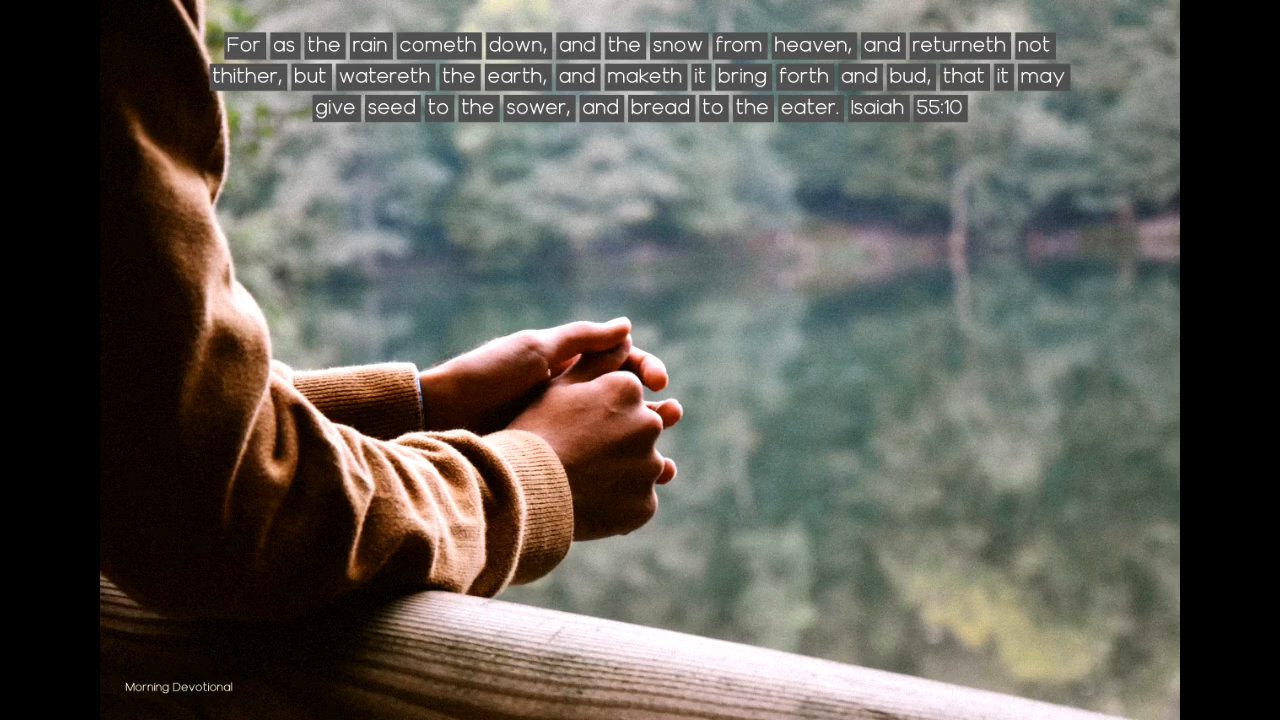 For as the rain cometh down, and the snow from heaven, and returneth not
thither, but watereth the earth, and maketh it bring forth and bud, that it may
give seed to the sower, and bread to the eater. Isaiah 55:10
Morning Devotional